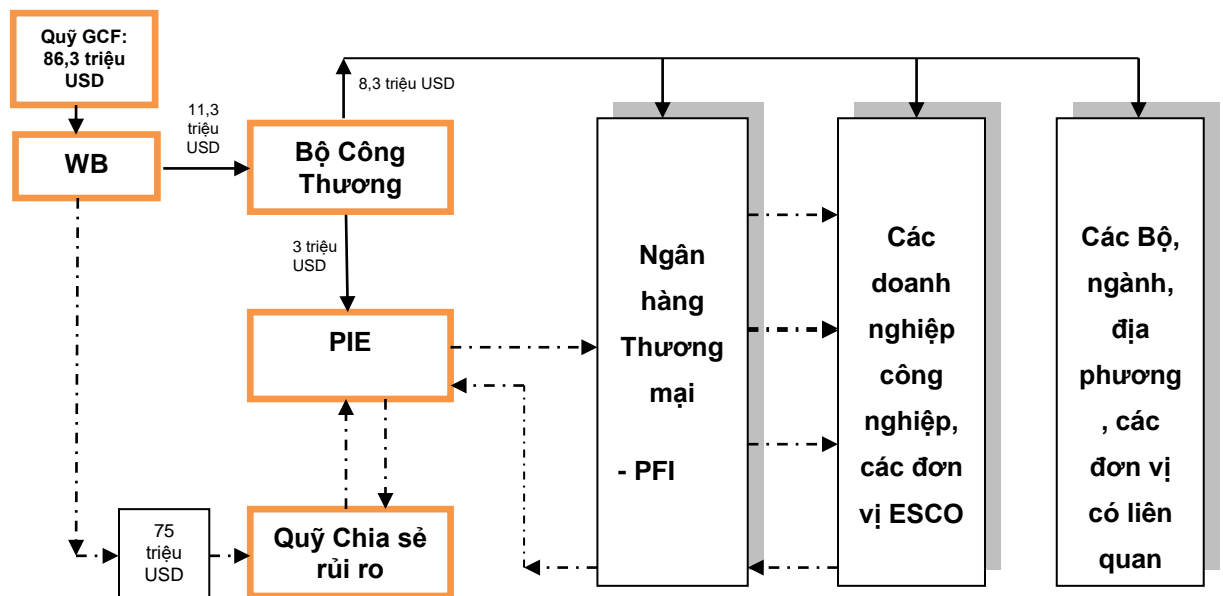 Quỹ GCF:
86,3 triệu
USD
WB
11,3
triệu
USD
Bộ Công
Thương
8,3 triệu USD
3 triệu
USD
PIE
75
triệu
USD
Quỹ Chia sẻ
rủi ro
Ngân
hàng
Thương
mại
- PFI
Các
doanh
nghiệp
công
nghiệp,
các đơn
vị ESCO
Các Bộ,
ngành,
địa
phương
, các
đơn vị
có liên
quan